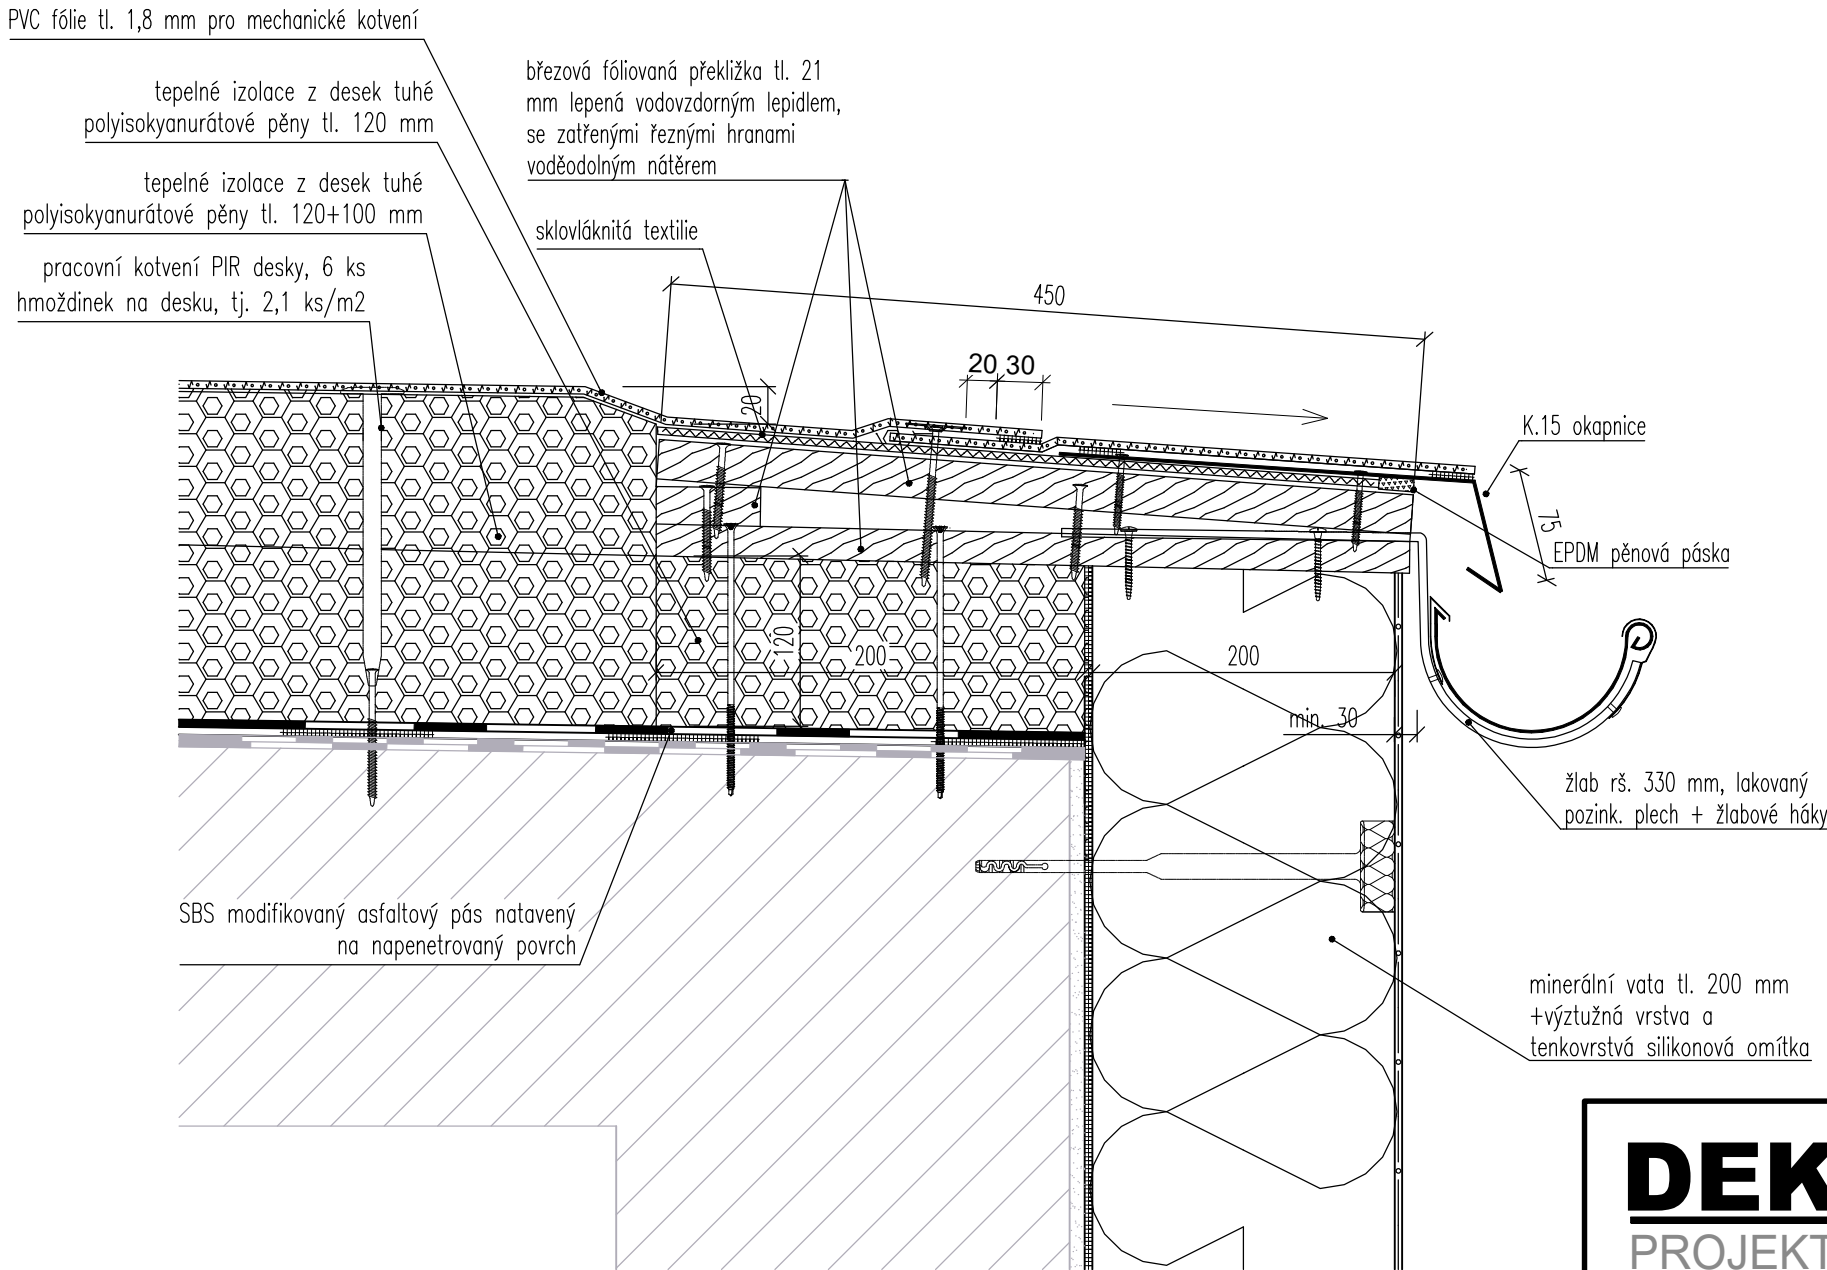 PVC fólie tl. 1,8 mm pro mechanické kotvení
tepelné izolace z desek tuhé
polyisokyanurátové pěny tl. 120 mm
tepelné izolace z desek tuhé
polyisokyanurátové pěny tl. 120+100 mm
pracovní kotvení PIR desky, 6 ks
hmoždinek na desku, tj. 2,1 ks/m2
březová fóliovaná překližka tl. 21
mm lepená vodovzdorným lepidlem,
se zatřenými řeznými hranami
voděodolným nátěrem
sklovláknitá textilie
450
20 30
20
K.15 okapnice
75
EPDM pěnová páska
120
200
200
min. 30
žlab rš. 330 mm, lakovaný
pozink. plech + žlabové háky
SBS modifikovaný asfaltový pás natavený
na napenetrovaný povrch
minerální vata tl. 200 mm
+výztužná vrstva a
tenkovrstvá silikonová omítka
DEK
PROJEKT